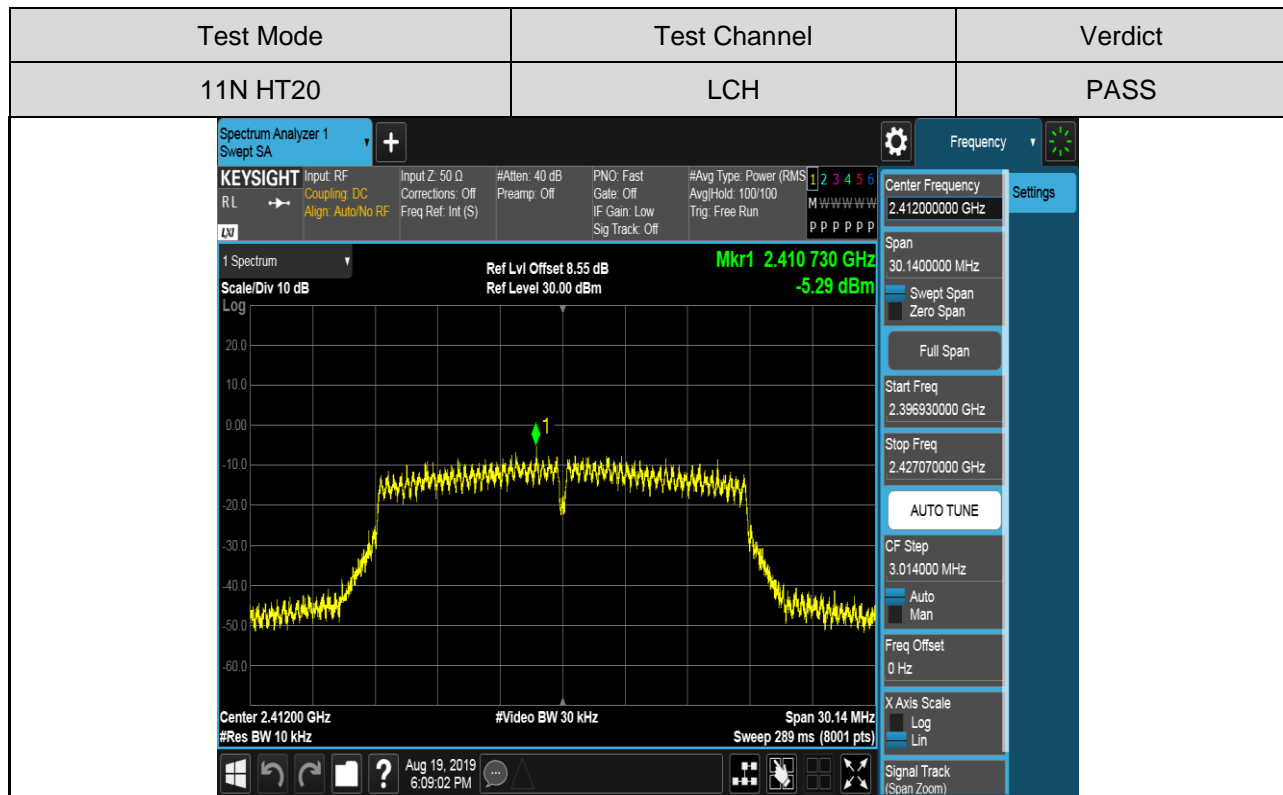 Test Mode Test Channel Verdict
11N HT20 LCH PASS
Spectrum Analyzer 1
Swept SA
+
Frequency
KEYSIGHT
RL
LXI
Input: RF
Coupling: DC
Align: Auto/No RF
Input Z: 50 Ω
Corrections: Off
Freq Ref: Int (S)
#Atten: 40 dB
Preamp: Off
PNO: Fast
Gate: Off
IF Gain: Low
Sig Track: Off
#Avg Type: Power (RMS
Avg|Hold: 100/100
Trig: Free Run
1 2 3 4 5 6
M W W W W W
P P P P P P
1 Spectrum
Scale/Div 10 dB
Ref Lvl Offset 8.55 dB
Ref Level 30.00 dBm
Mkr1 2.410 730 GHz
-5.29 dBm
Log
20.0
10.0
0.00
-10.0
-20.0
-30.0
-40.0
-50.0
-60.0
1
Center 2.41200 GHz
#Res BW 10 kHz
#Video BW 30 kHz
Span 30.14 MHz
Sweep 289 ms (8001 pts)
?
Aug 19, 2019
6:09:02 PM
Center Frequency
2.412000000 GHz
Settings
Span
30.1400000 MHz
Swept Span
Zero Span
Full Span
Start Freq
2.396930000 GHz
Stop Freq
2.427070000 GHz
AUTO TUNE
CF Step
3.014000 MHz
Auto
Man
Freq Offset
0 Hz
X Axis Scale
Log
Lin
Signal Track
(Span Zoom)